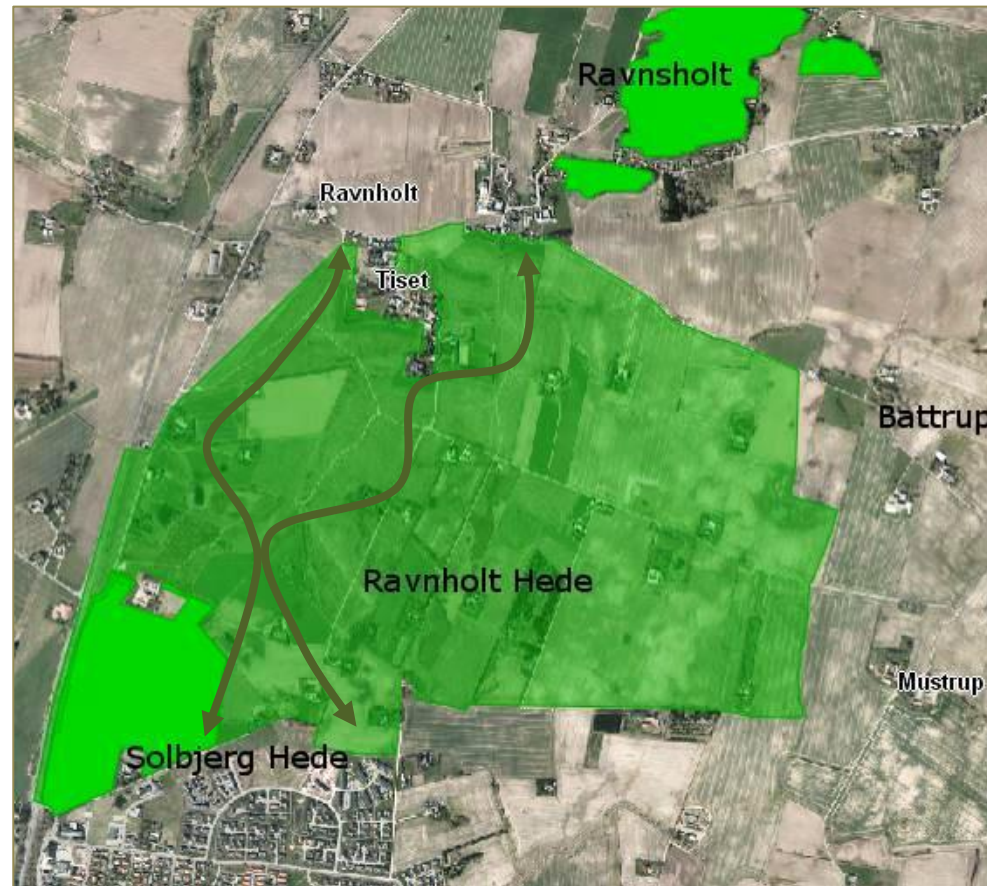 Ravnsholt
Ravnholt
Tiset
Battrup
Ravnholt Hede
Mustrup
Solbjerg Hede